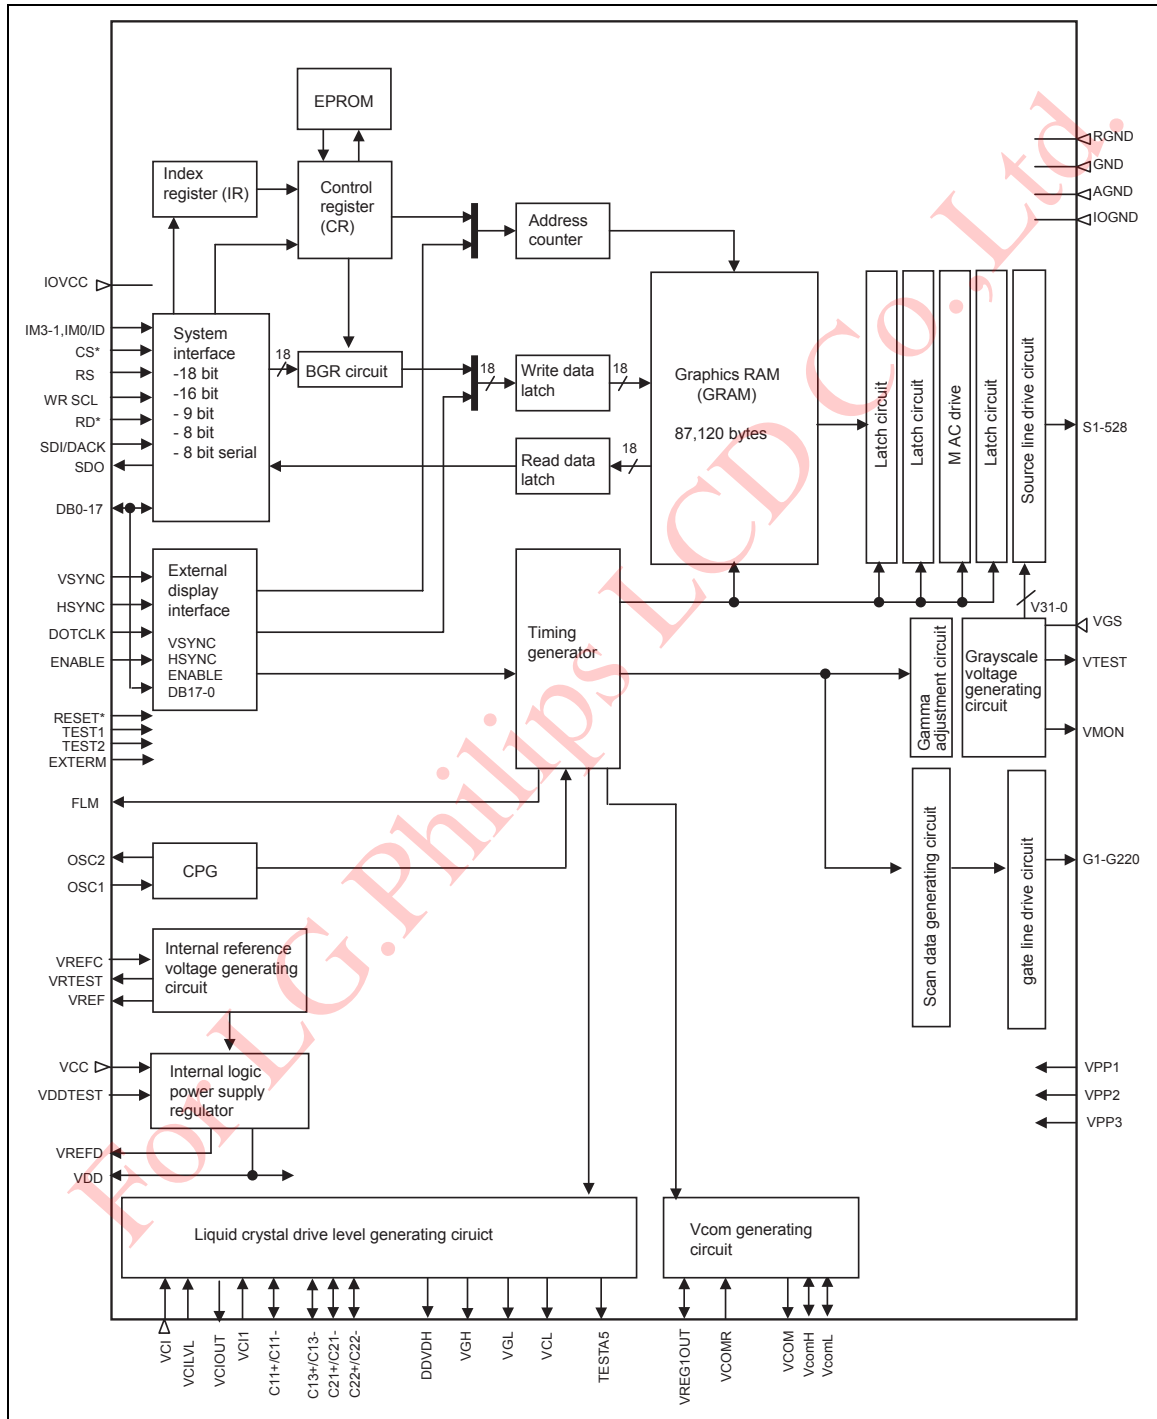 EPROM
Index
register (IR)
Control
register
(CR)
Address
counter
RGND
GND
AGND
IOGND
IOVCC
IM3-1,IM0/ID
CS*
RS
WR SCL
RD*
SDI/DACK
SDO
DB0-17
System
interface
-18 bit
-16 bit
- 9 bit
- 8 bit
- 8 bit serial
18
BGR circuit
18
Write data
latch
18
Read data
latch
18
Graphics RAM
(GRAM)
87,120 bytes
Latch circuit
Latch circuit
M AC drive
Latch circuit
Source line drive circuit
S1-528
VSYNC
HSYNC
DOTCLK
ENABLE
External
display
interface
VSYNC
HSYNC
ENABLE
DB17-0
Timing
generator
V31-0
VGS
VTEST
VMON
Gamma
adjustment circuit
Grayscale
voltage
generating
circuit
RESET*
TEST1
TEST2
EXTERM
FLM
OSC2
OSC1
CPG
Scan data generating circuit
gate line drive circuit
G1-G220
VREFC
VRTEST
VREF
Internal reference
voltage generating
circuit
VCC
VDDTEST
Internal logic
power supply
regulator
VREFD
VDD
VPP1
VPP2
VPP3
Liquid crystal drive level generating ciruict
Vcom generating
circuit
VCI
VCILVL
VCIOUT
VCI1
C11+/C11-
C13+/C13-
C21+/C21-
C22+/C22-
DDVDH
VGH
VGL
VCL
TESTA5
VREG1OUT
VCOMR
VCOM
VcomH
VcomL
For LG.Philips LCD Co.,Ltd.